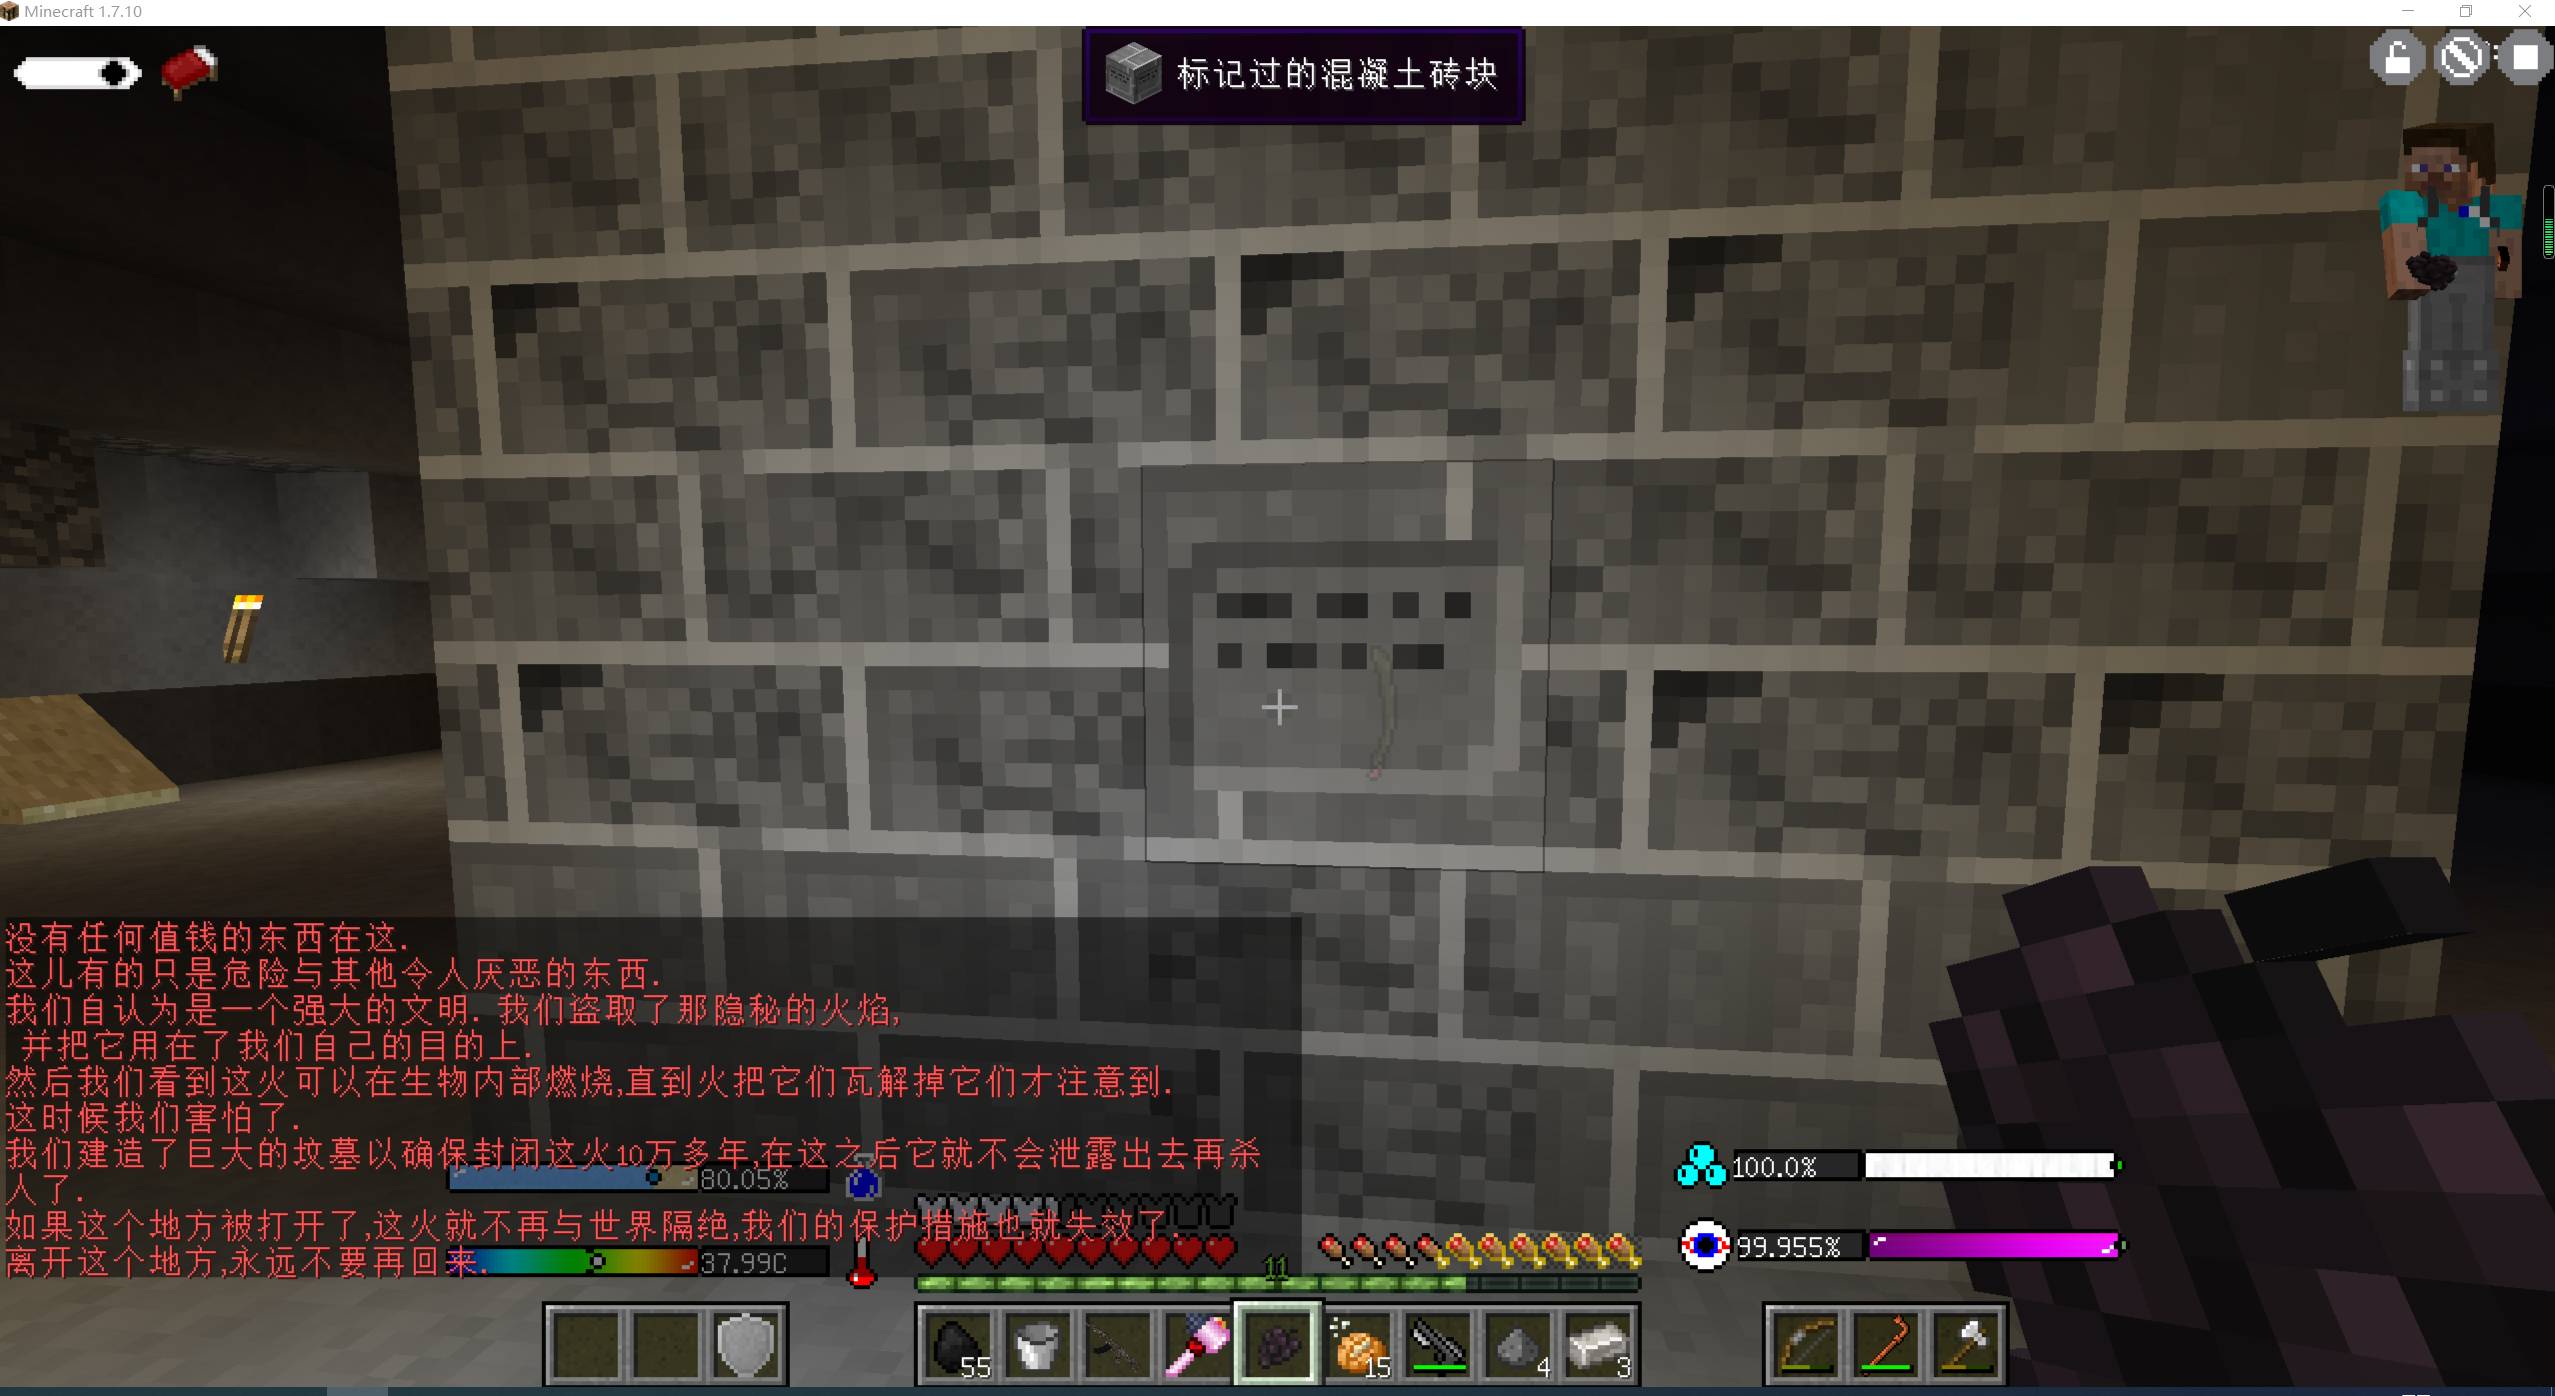 Minecraft 1.7.10
标记过的混凝土砖块
没有任何值钱的东西在这.
这儿有的只是危险与其他令人厌恶的东西.
我们自认为是一个强大的文明. 我们盗取了那隐秘的火焰,
并把它用在了我们自己的目的上.
然后我们看到这火可以在生物内部燃烧,直到火把它们瓦解掉它们才注意到.
这时候我们害怕了.
我们建造了巨大的坟墓以确保封闭这火10万多年,在这之后它就不会泄露出去再杀
人了.
如果这个地方被打开了,这火就不再与世界隔绝,我们的保护措施也就失效了.
离开这个地方,永远不要再回来.
80.05%
37.99C
11
100.0%
99.955%
55
15
4
3